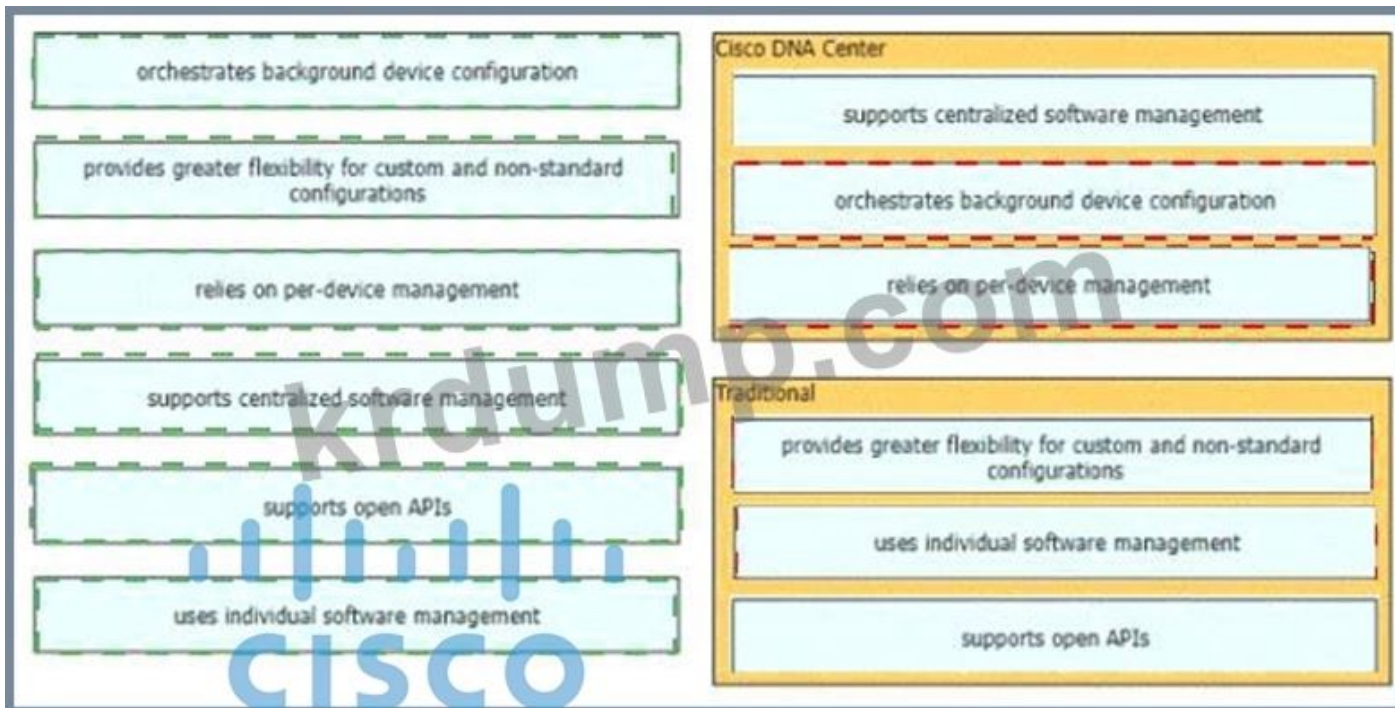 orchestrates background device configuration
provides greater flexibility for custom and non-standard
configurations
relies on per-device management
supports centralized software management
supports open APIs
uses individual software management
Cisco DNA Center
supports centralized software management
orchestrates background device configuration
relies on per-device management
Traditional
provides greater flexibility for custom and non-standard
configurations
uses individual software management
supports open APIs
krdump.com
CISCO